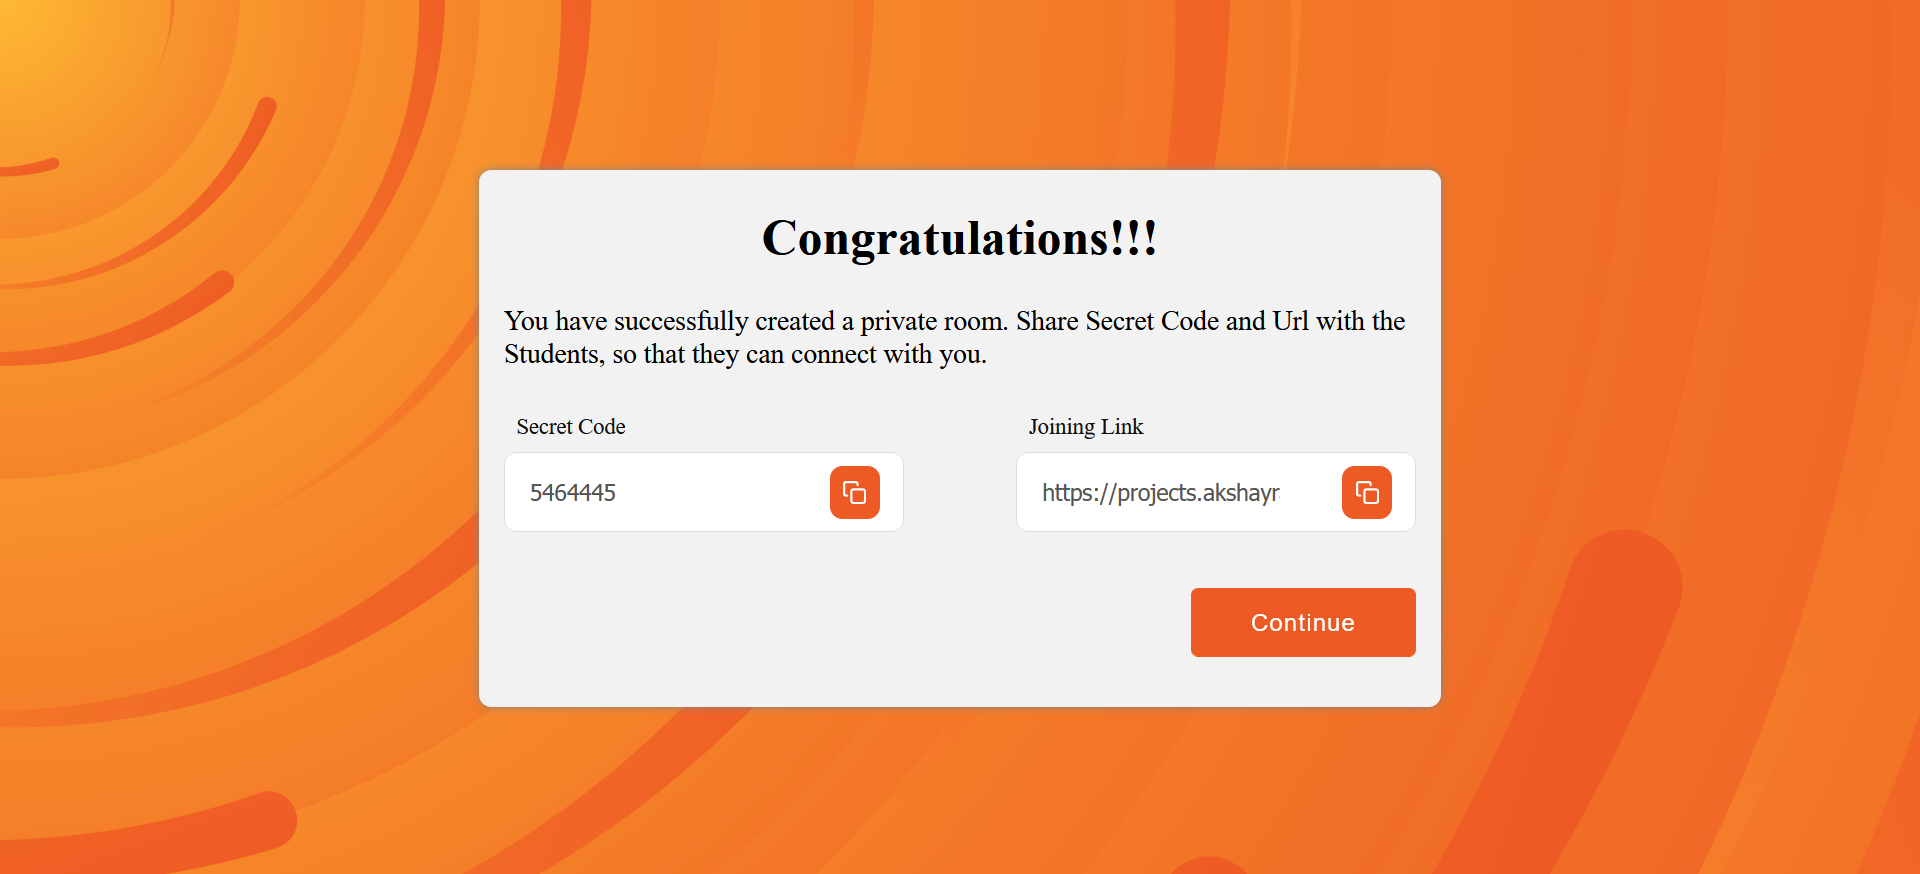 Congratulations!!!
You have successfully created a private room. Share Secret Code and Url with the
Students, so that they can connect with you.
Secret Code
Joining Link
5464445
https://projects.akshayr
Continue